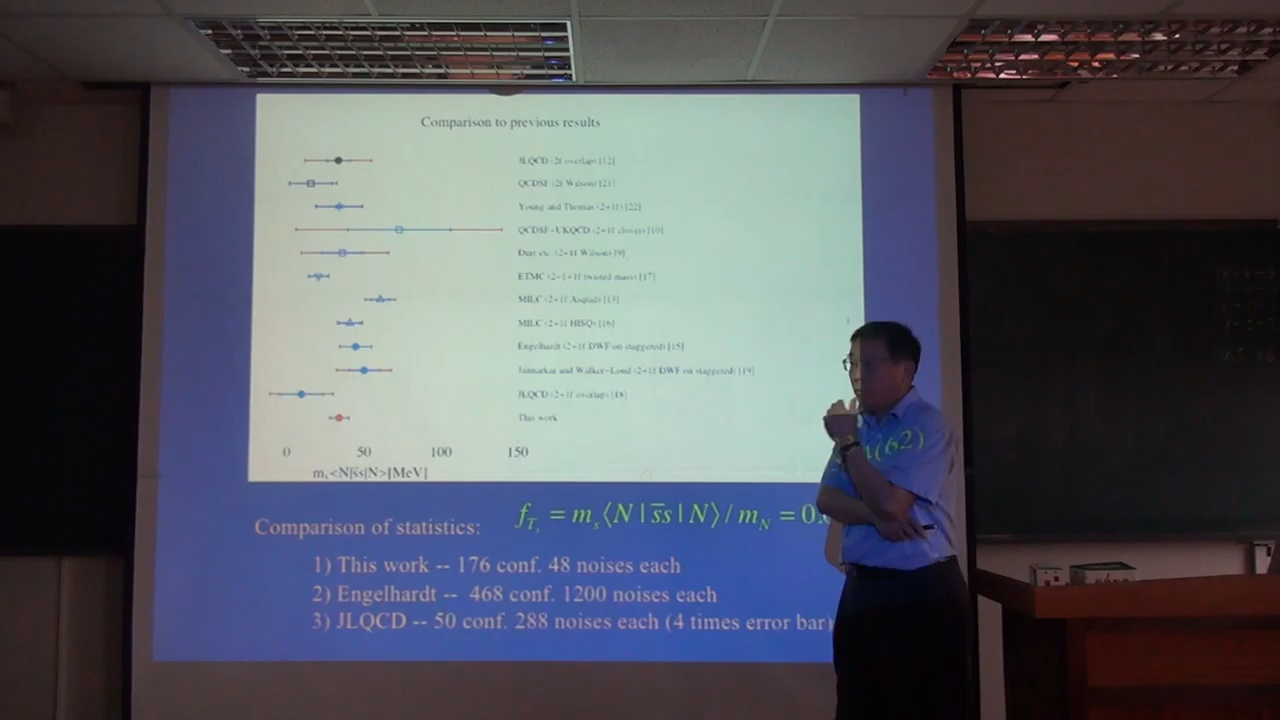 Comparison to previous results
JLQCD (2f overlap) [12]
QCDSF (2f Wilson) [21]
Young and Thomas (2+1f) [22]
QCDSF-UKQCD (2+1f clover) [10]
Durr etc. (2+1f Wilson) [9]
ETMC (2+1+1f twisted mass) [17]
MILC (2+1f Asqtad) [13]
MILC (2+1f HISQ) [16]
Engelhardt (2+1f DWF on staggered) [15]
Junnarkar and Walker-Loud (2+1f DWF on staggered) [19]
JLQCD (2+1f overlap) [18]
This work
0 50 100 150
mₛ<N|s̄s|N>[MeV]
(62)
f_Tₛ = mₛ⟨N | s̄s | N⟩ / m_N = 0.
Comparison of statistics:
1) This work -- 176 conf. 48 noises each
2) Engelhardt -- 468 conf. 1200 noises each
3) JLQCD -- 50 conf. 288 noises each (4 times error bar)